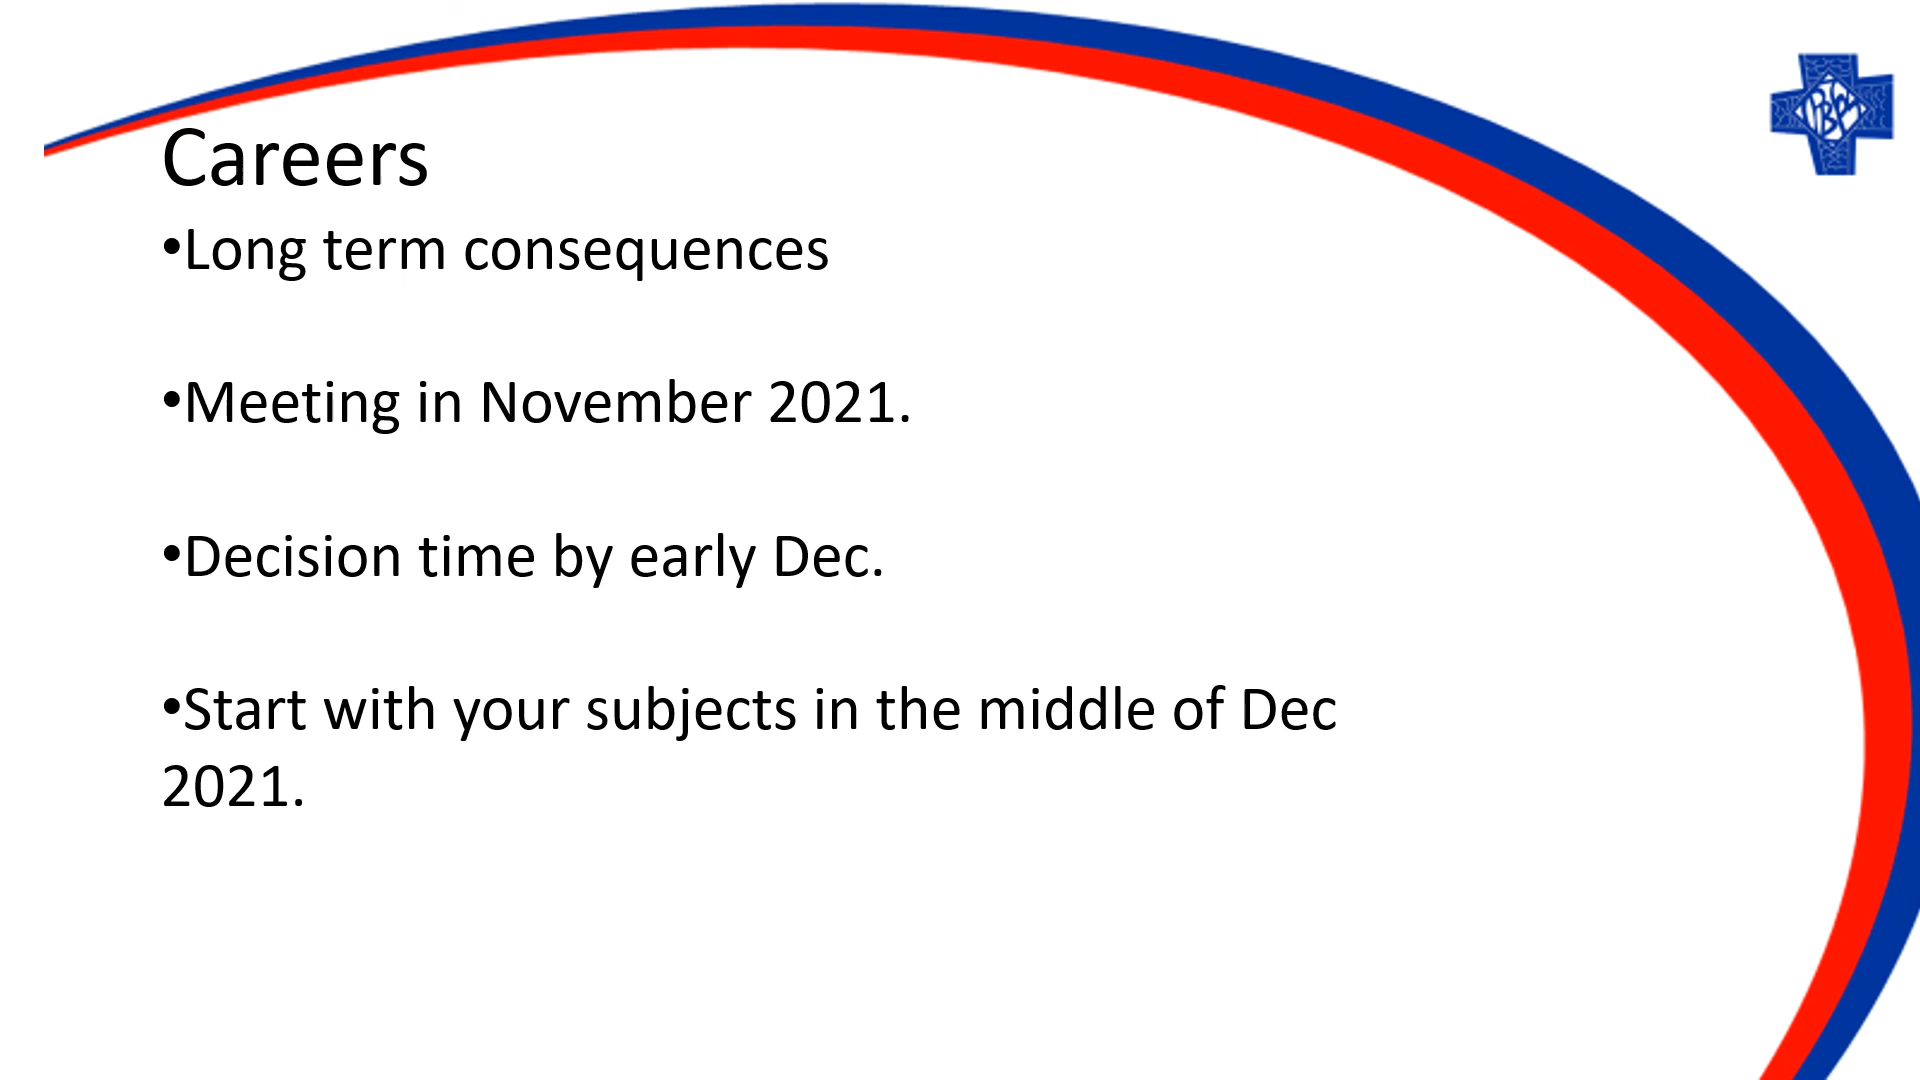 Careers
•Long term consequences
•Meeting in November 2021.
•Decision time by early Dec.
•Start with your subjects in the middle of Dec
2021.